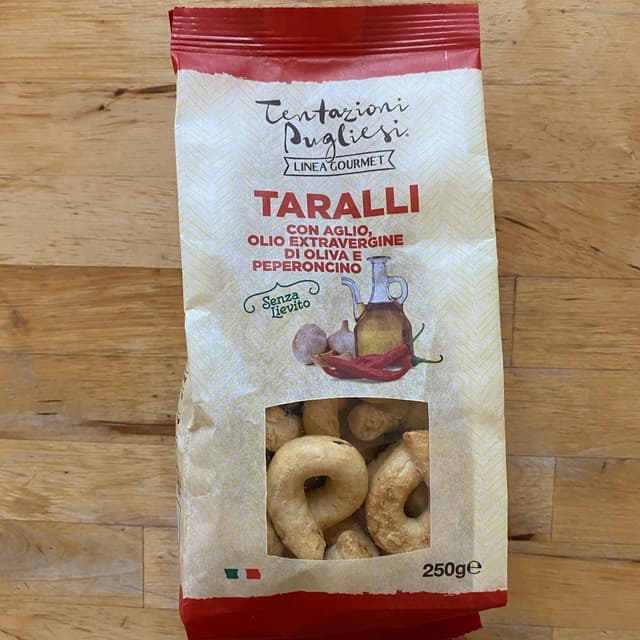 Tentazioni
Pugliesi.
LINEA GOURMET
TARALLI
CON AGLIO,
OLIO EXTRAVERGINE
DI OLIVA E
PEPERONCINO
Senza
lievito
250g℮